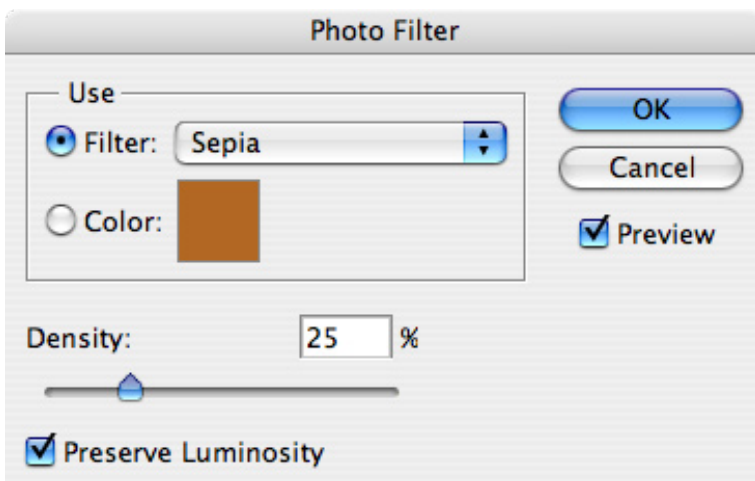 Photo Filter
Use
Filter: Sepia
OK
Cancel
Color:
Preview
Density: 25 %
Preserve Luminosity